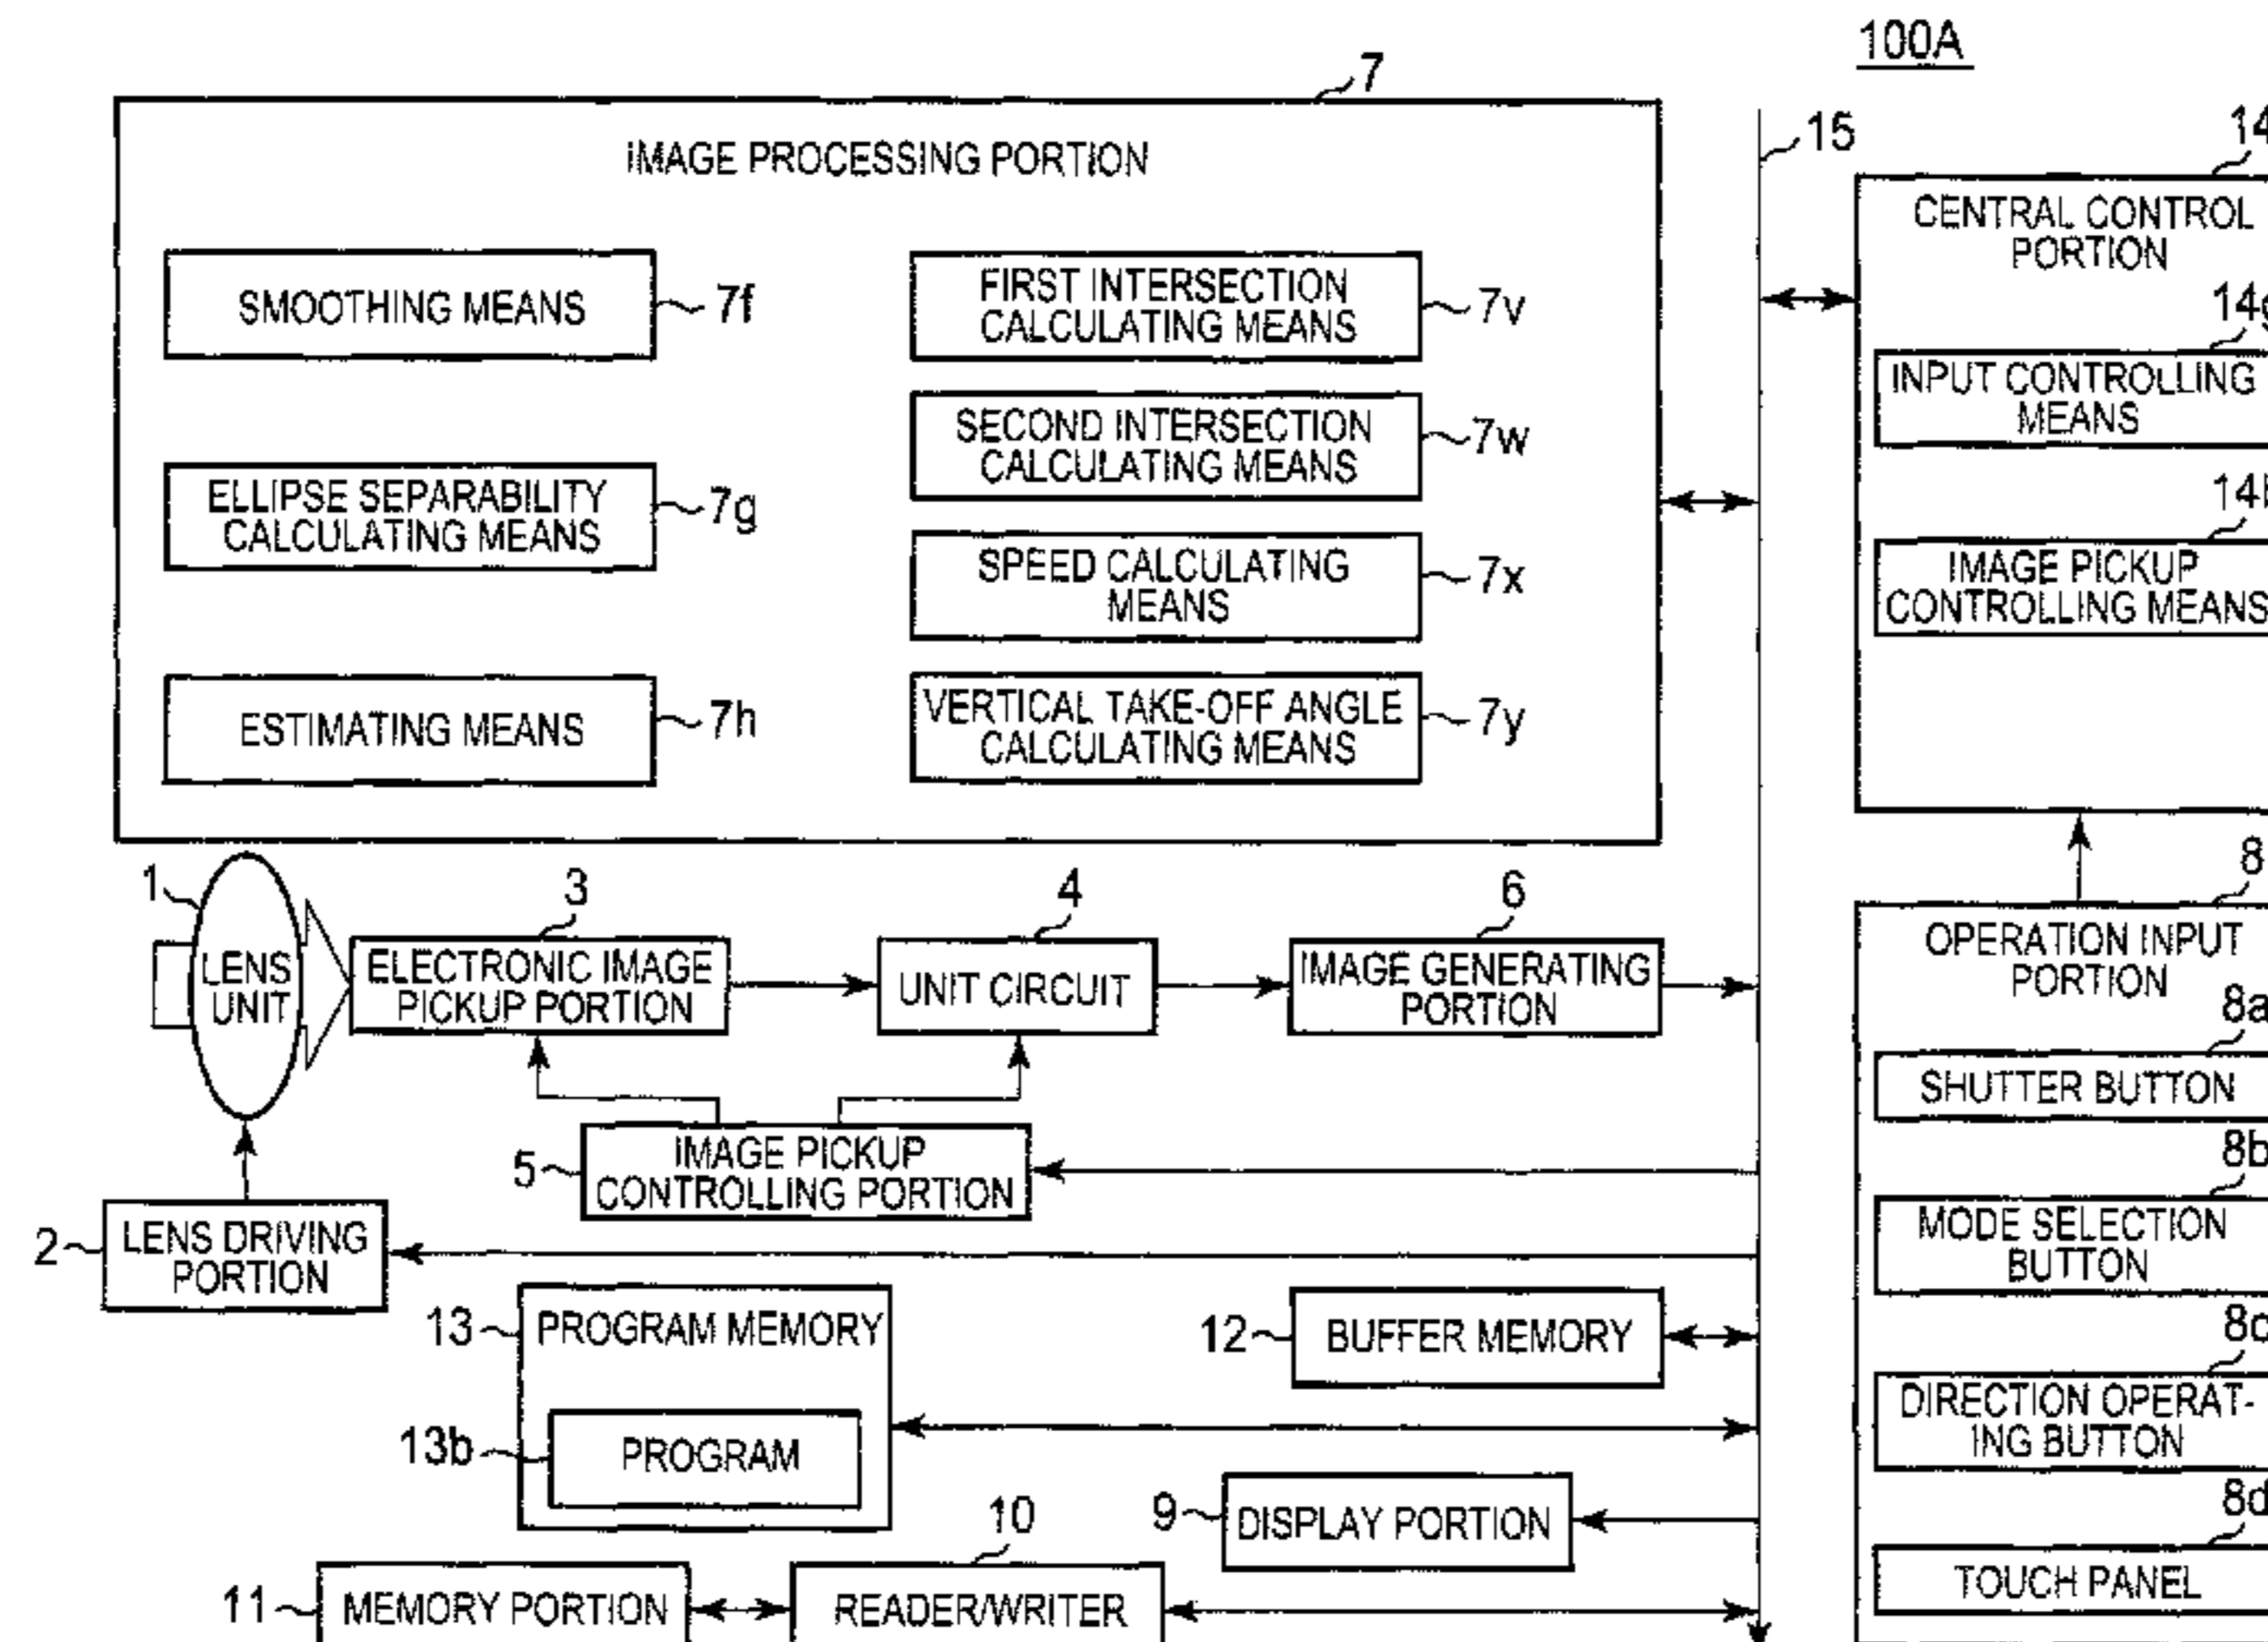 100A
7
IMAGE PROCESSING PORTION
SMOOTHING MEANS
7f
ELLIPSE SEPARABILITY
CALCULATING MEANS
7g
ESTIMATING MEANS
7h
FIRST INTERSECTION
CALCULATING MEANS
7v
SECOND INTERSECTION
CALCULATING MEANS
7w
SPEED CALCULATING
MEANS
7x
VERTICAL TAKE-OFF ANGLE
CALCULATING MEANS
7y
15
14
CENTRAL CONTROL
PORTION
14g
INPUT CONTROLLING
MEANS
14h
IMAGE PICKUP
CONTROLLING MEANS
1
LENS
UNIT
3
ELECTRONIC IMAGE
PICKUP PORTION
4
UNIT CIRCUIT
6
IMAGE GENERATING
PORTION
5
IMAGE PICKUP
CONTROLLING PORTION
2
LENS DRIVING
PORTION
13
PROGRAM MEMORY
13b
PROGRAM
12
BUFFER MEMORY
9
DISPLAY PORTION
10
READER/WRITER
11
MEMORY PORTION
8
OPERATION INPUT
PORTION
8a
SHUTTER BUTTON
8b
MODE SELECTION
BUTTON
8c
DIRECTION OPERAT-
ING BUTTON
8d
TOUCH PANEL